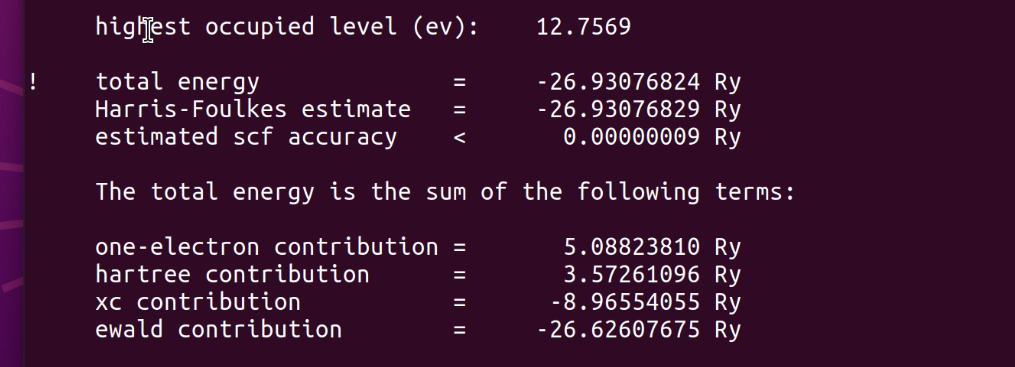 highest occupied level (ev): 12.7569
! total energy = -26.93076824 Ry
Harris-Foulkes estimate = -26.93076829 Ry
estimated scf accuracy < 0.00000009 Ry
The total energy is the sum of the following terms:
one-electron contribution = 5.08823810 Ry
hartree contribution = 3.57261096 Ry
xc contribution = -8.96554055 Ry
ewald contribution = -26.62607675 Ry